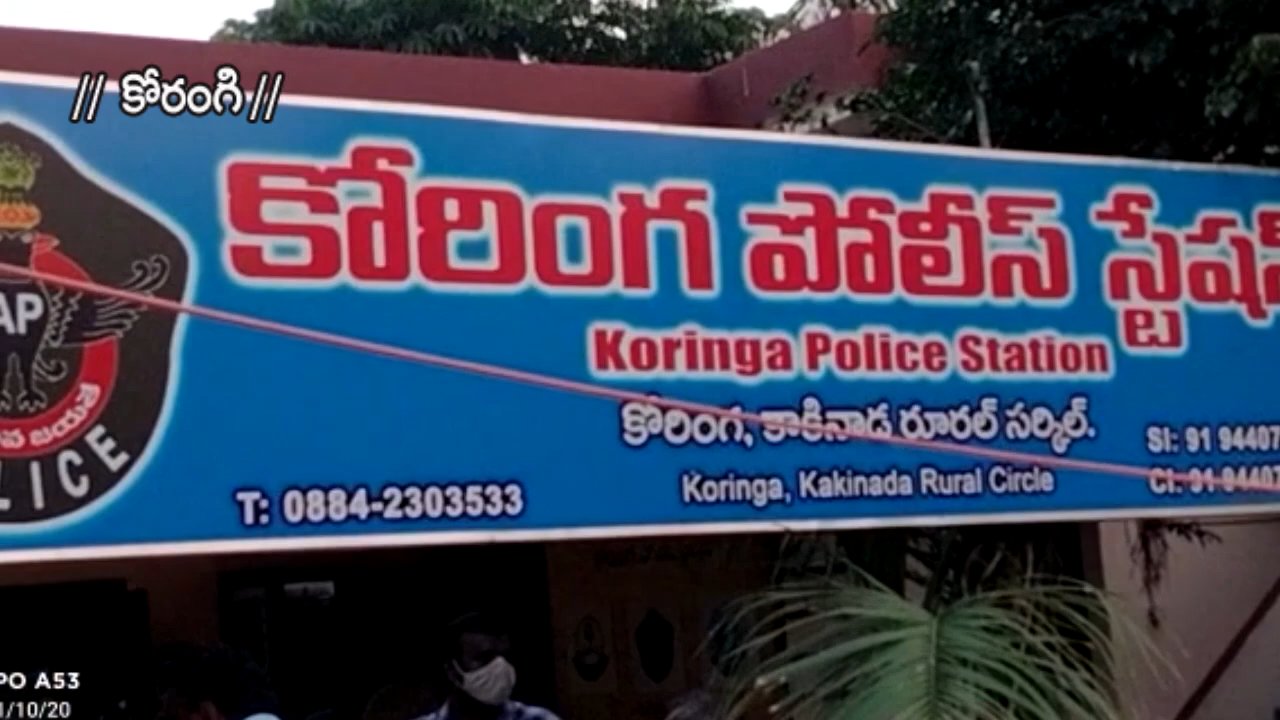 // కోరంగి //
కోరింగ పోలీస్ స్టేషన్
Koringa Police Station
కొరింగ, కాకినాడ రూరల్ సర్కిల్.
Koringa, Kakinada Rural Circle
T: 0884-2303533
SI: 91 94407
CI: 91 94407
AP
LICE
PO A53
1/10/20